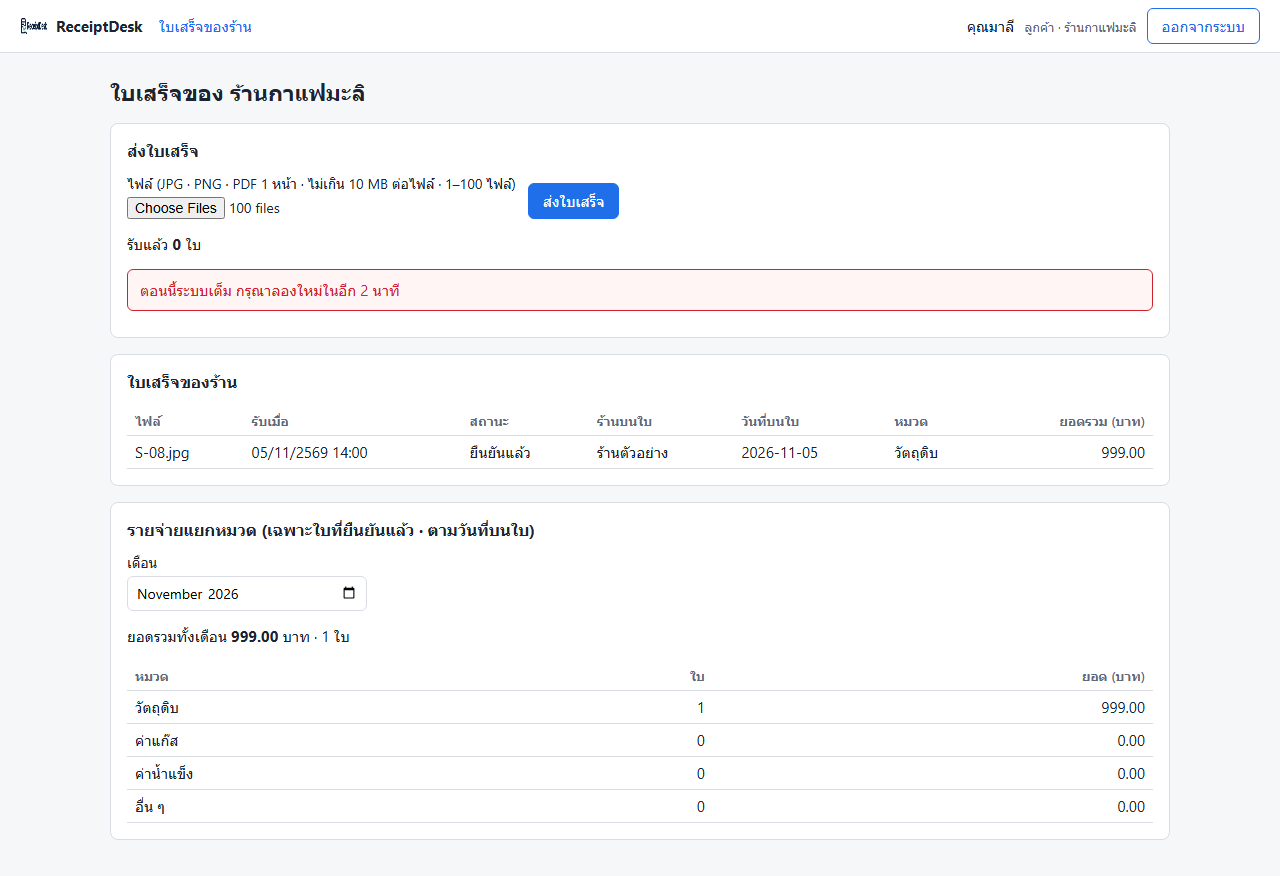 ReceiptDesk ใบเสร็จของร้าน คุณมาลี ลูกค้า · ร้านกาแฟมะลิ ออกจากระบบ
ใบเสร็จของ ร้านกาแฟมะลิ
ส่งใบเสร็จ
ไฟล์ (JPG · PNG · PDF 1 หน้า · ไม่เกิน 10 MB ต่อไฟล์ · 1–100 ไฟล์)
Choose Files 100 files ส่งใบเสร็จ
รับแล้ว 0 ใบ
ตอนนี้ระบบเต็ม กรุณาลองใหม่ในอีก 2 นาที
ใบเสร็จของร้าน
ไฟล์ รับเมื่อ สถานะ ร้านบนใบ วันที่บนใบ หมวด ยอดรวม (บาท)
S-08.jpg 05/11/2569 14:00 ยืนยันแล้ว ร้านตัวอย่าง 2026-11-05 วัตถุดิบ 999.00
รายจ่ายแยกหมวด (เฉพาะใบที่ยืนยันแล้ว · ตามวันที่บนใบ)
เดือน
November 2026
ยอดรวมทั้งเดือน 999.00 บาท · 1 ใบ
หมวด ใบ ยอด (บาท)
วัตถุดิบ 1 999.00
ค่าแก๊ส 0 0.00
ค่าน้ำแข็ง 0 0.00
อื่น ๆ 0 0.00